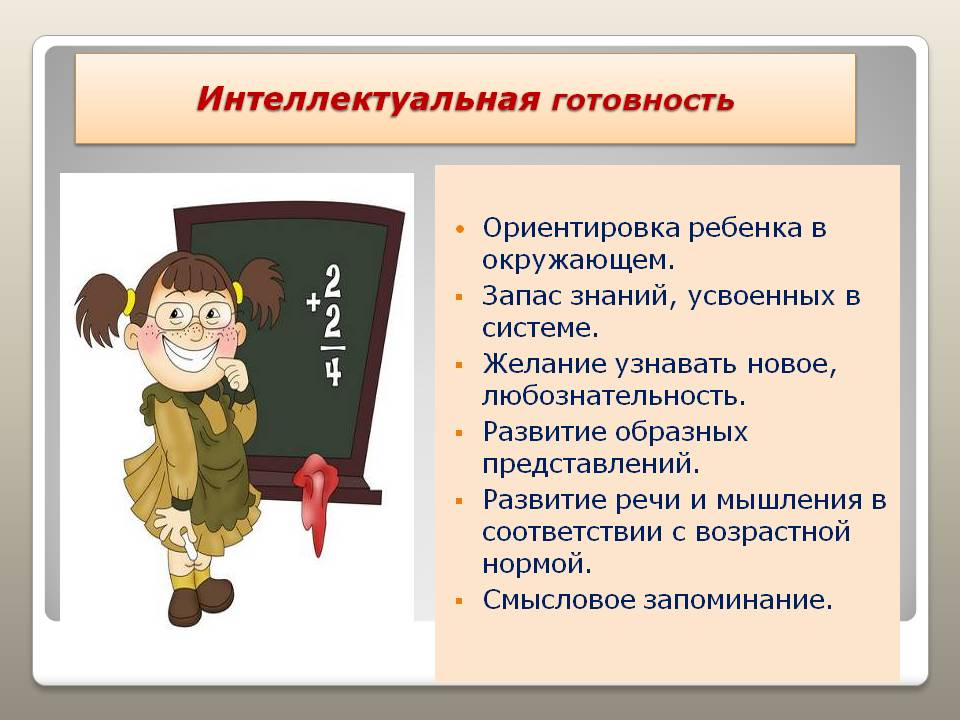 Интеллектуальная готовность
2
+
2
4
• Ориентировка ребенка в
окружающем.
▪ Запас знаний, усвоенных в
системе.
▪ Желание узнавать новое,
любознательность.
▪ Развитие образных
представлений.
▪ Развитие речи и мышления в
соответствии с возрастной
нормой.
▪ Смысловое запоминание.